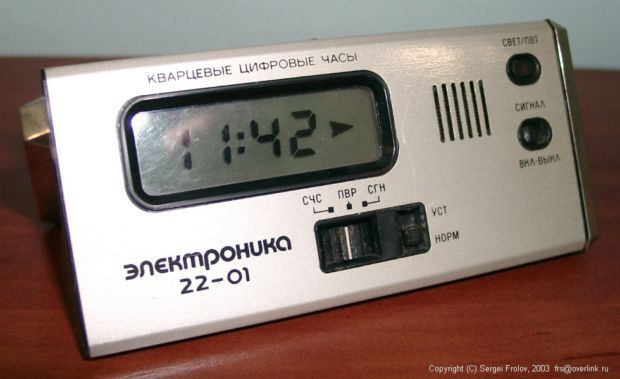 КВАРЦЕВЫЕ ЦИФРОВЫЕ ЧАСЫ
СВЕТ/ПВТ
11:42
СИГНАЛ
ВКЛ-ВЫКЛ
СЧС ПВР СГН
УСТ
НОРМ
электроника
22-01
Copyright (C) Sergei Frolov, 2003 frs@overlink.ru